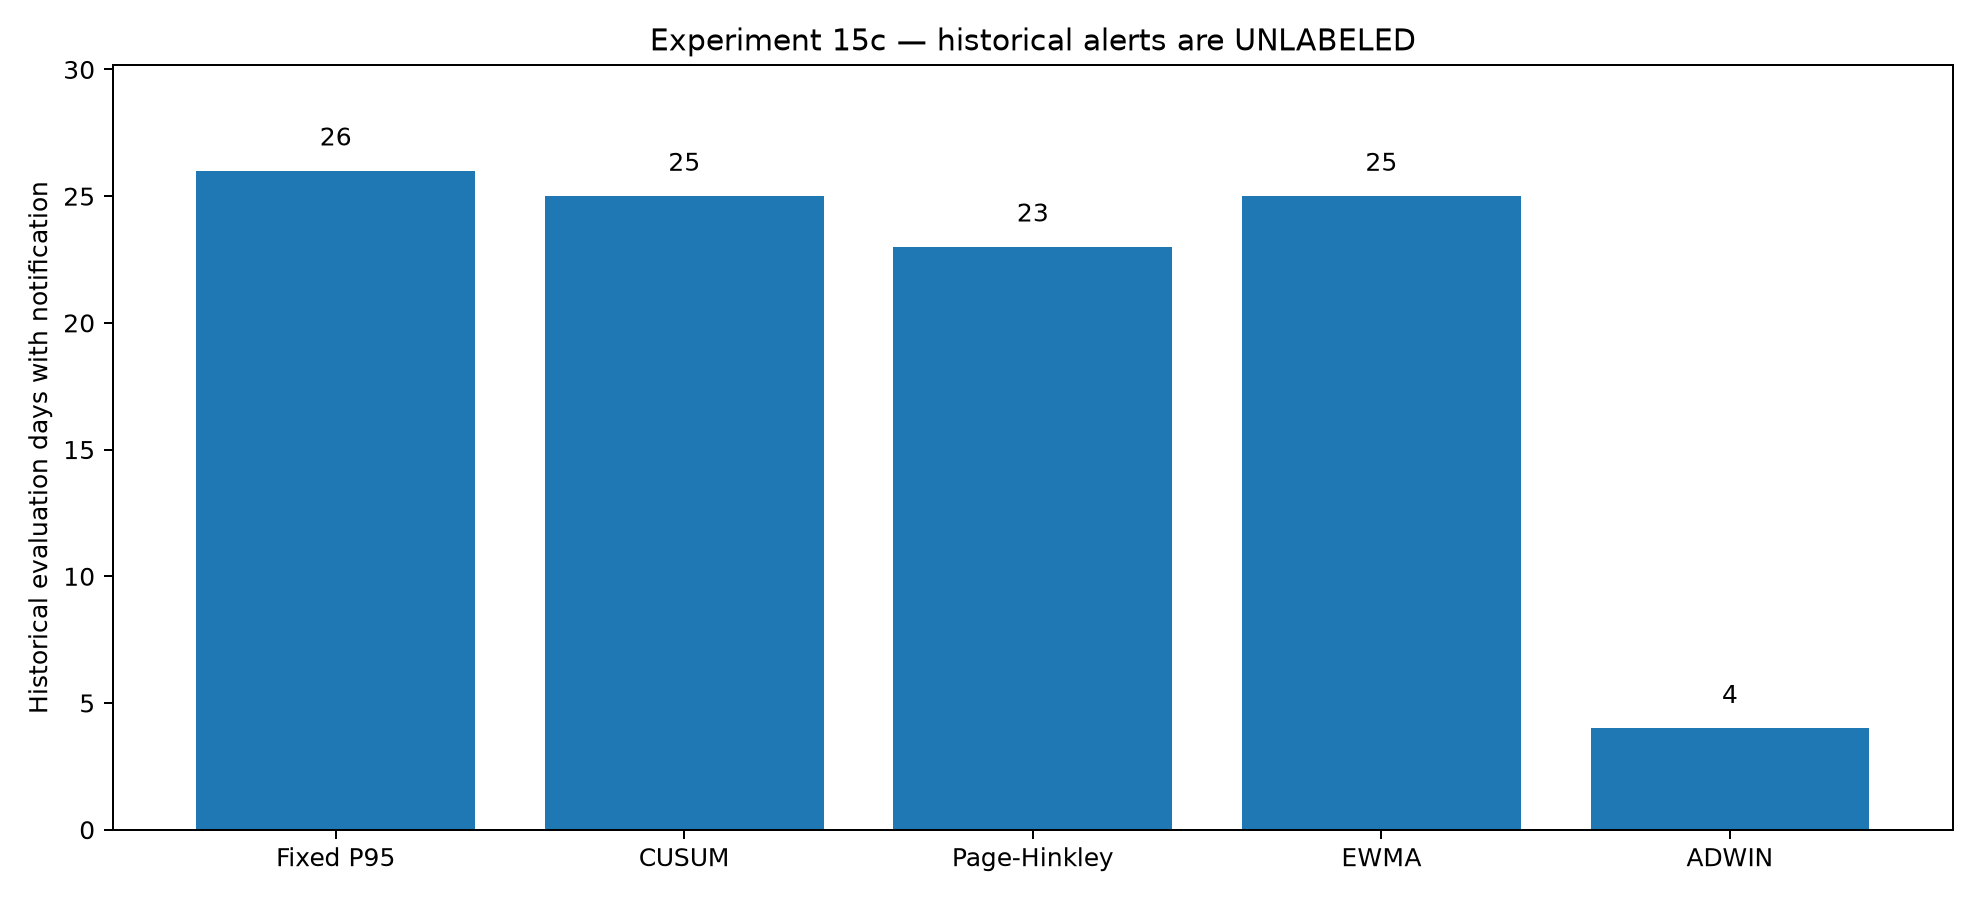 Experiment 15c — historical alerts are UNLABELED
Historical evaluation days with notification
30
25
20
15
10
5
0
26
25
23
25
4
Fixed P95
CUSUM
Page-Hinkley
EWMA
ADWIN